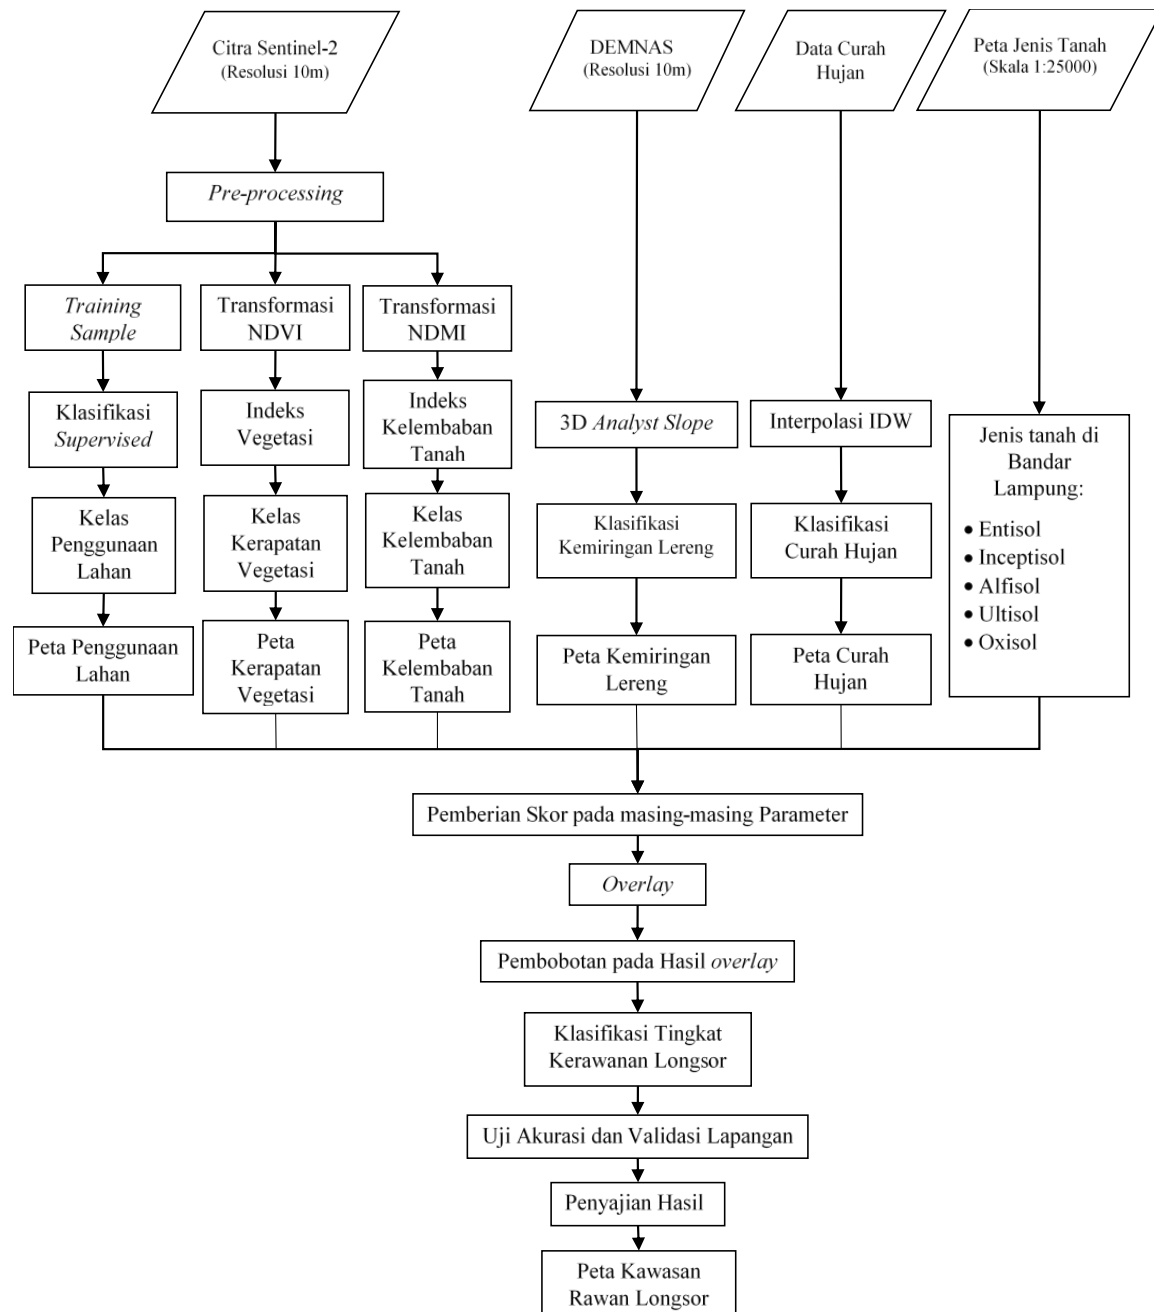 Citra Sentinel-2
(Resolusi 10m)
DEMNAS
(Resolusi 10m)
Data Curah
Hujan
Peta Jenis Tanah
(Skala 1:25000)
Pre-processing
Training
Sample
Transformasi
NDVI
Transformasi
NDMI
Klasifikasi
Supervised
Indeks
Vegetasi
Indeks
Kelembaban
Tanah
3D Analyst Slope
Interpolasi IDW
Jenis tanah di
Bandar
Lampung:
• Entisol
• Inceptisol
• Alfisol
• Ultisol
• Oxisol
Kelas
Penggunaan
Lahan
Kelas
Kerapatan
Vegetasi
Kelas
Kelembaban
Tanah
Klasifikasi
Kemiringan Lereng
Klasifikasi
Curah Hujan
Peta Penggunaan
Lahan
Peta
Kerapatan
Vegetasi
Peta
Kelembaban
Tanah
Peta Kemiringan
Lereng
Peta Curah
Hujan
Pemberian Skor pada masing-masing Parameter
Overlay
Pembobotan pada Hasil overlay
Klasifikasi Tingkat
Kerawanan Longsor
Uji Akurasi dan Validasi Lapangan
Penyajian Hasil
Peta Kawasan
Rawan Longsor